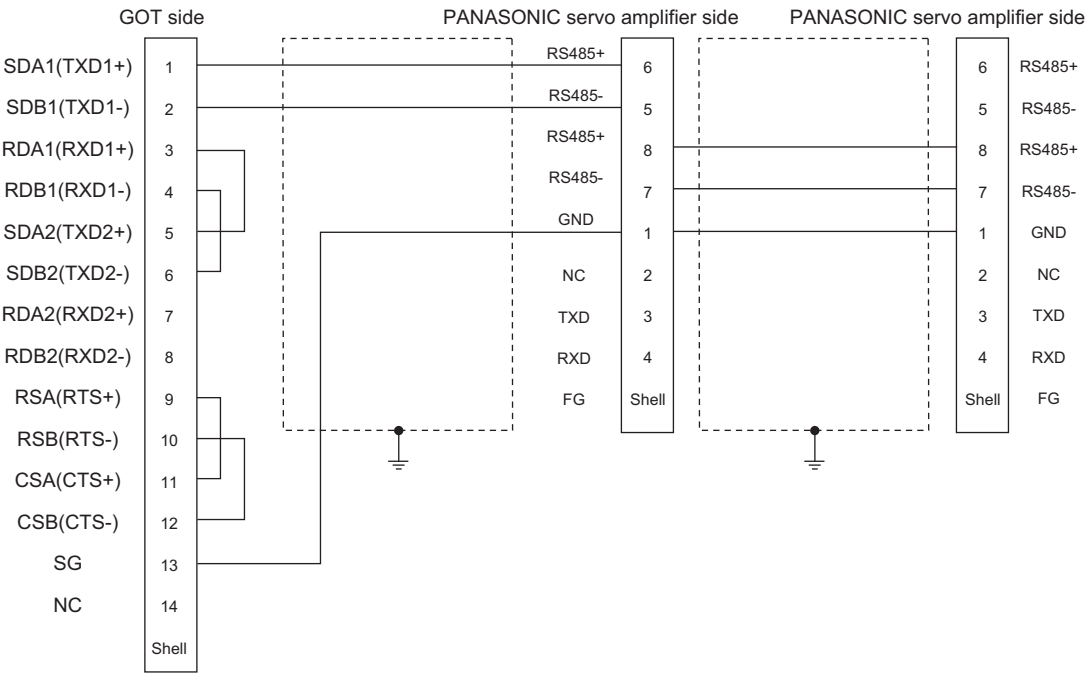 GOT side PANASONIC servo amplifier side PANASONIC servo amplifier side
SDA1(TXD1+) 1 RS485+ 6 6 RS485+
SDB1(TXD1-) 2 RS485- 5 5 RS485-
RDA1(RXD1+) 3 RS485+ 8 8 RS485+
RDB1(RXD1-) 4 RS485- 7 7 RS485-
SDA2(TXD2+) 5 GND 1 1 GND
SDB2(TXD2-) 6 NC 2 2 NC
RDA2(RXD2+) 7 TXD 3 3 TXD
RDB2(RXD2-) 8 RXD 4 4 RXD
RSA(RTS+) 9 FG Shell Shell FG
RSB(RTS-) 10
CSA(CTS+) 11
CSB(CTS-) 12
SG 13
NC 14
Shell